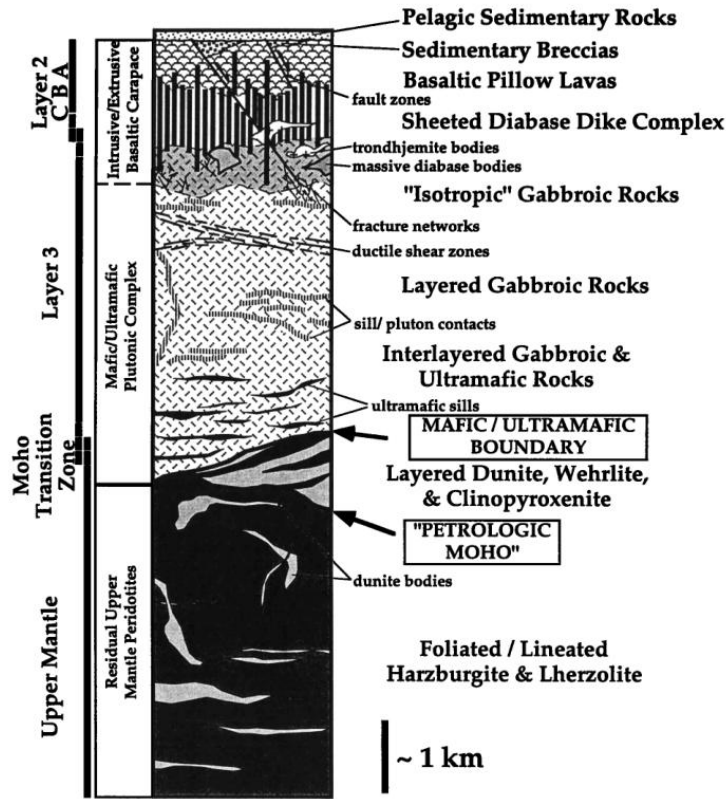 Pelagic Sedimentary Rocks
Sedimentary Breccias
Basaltic Pillow Lavas
fault zones
Sheeted Diabase Dike Complex
trondhjemite bodies
massive diabase bodies
"Isotropic" Gabbroic Rocks
fracture networks
ductile shear zones
Layered Gabbroic Rocks
sill/ pluton contacts
Interlayered Gabbroic &
Ultramafic Rocks
ultramafic sills
MAFIC / ULTRAMAFIC
BOUNDARY
Layered Dunite, Wehrlite,
& Clinopyroxenite
"PETROLOGIC
MOHO"
dunite bodies
Foliated / Lineated
Harzburgite & Lherzolite
~ 1 km
Layer 2
C B A
Layer 3
Moho
Transition
Zone
Upper Mantle
Intrusive/Extrusive
Basaltic Carapace
Mafic/Ultramafic
Plutonic Complex
Residual Upper
Mantle Peridotites